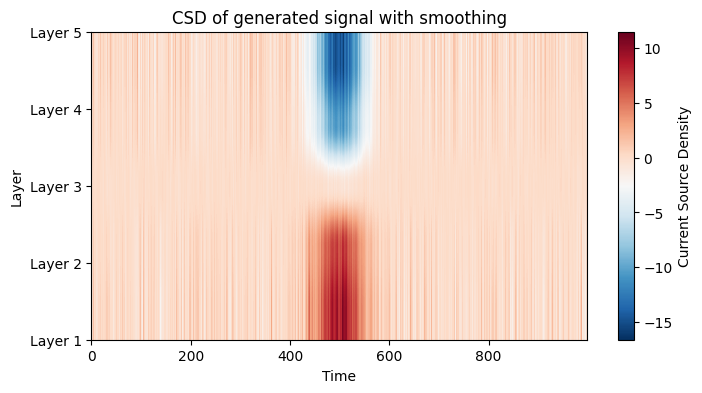 CSD of generated signal with smoothing
Layer 5
Layer 4
Layer 3
Layer 2
Layer 1
Layer
0
200
400
600
800
Time
10
5
0
−5
−10
−15
Current Source Density